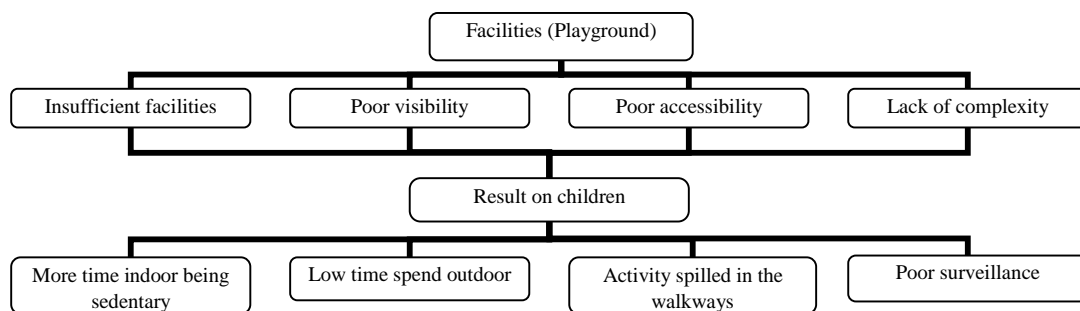 Facilities (Playground)
Insufficient facilities
Poor visibility
Poor accessibility
Lack of complexity
Result on children
More time indoor being
sedentary
Low time spend outdoor
Activity spilled in the
walkways
Poor surveillance